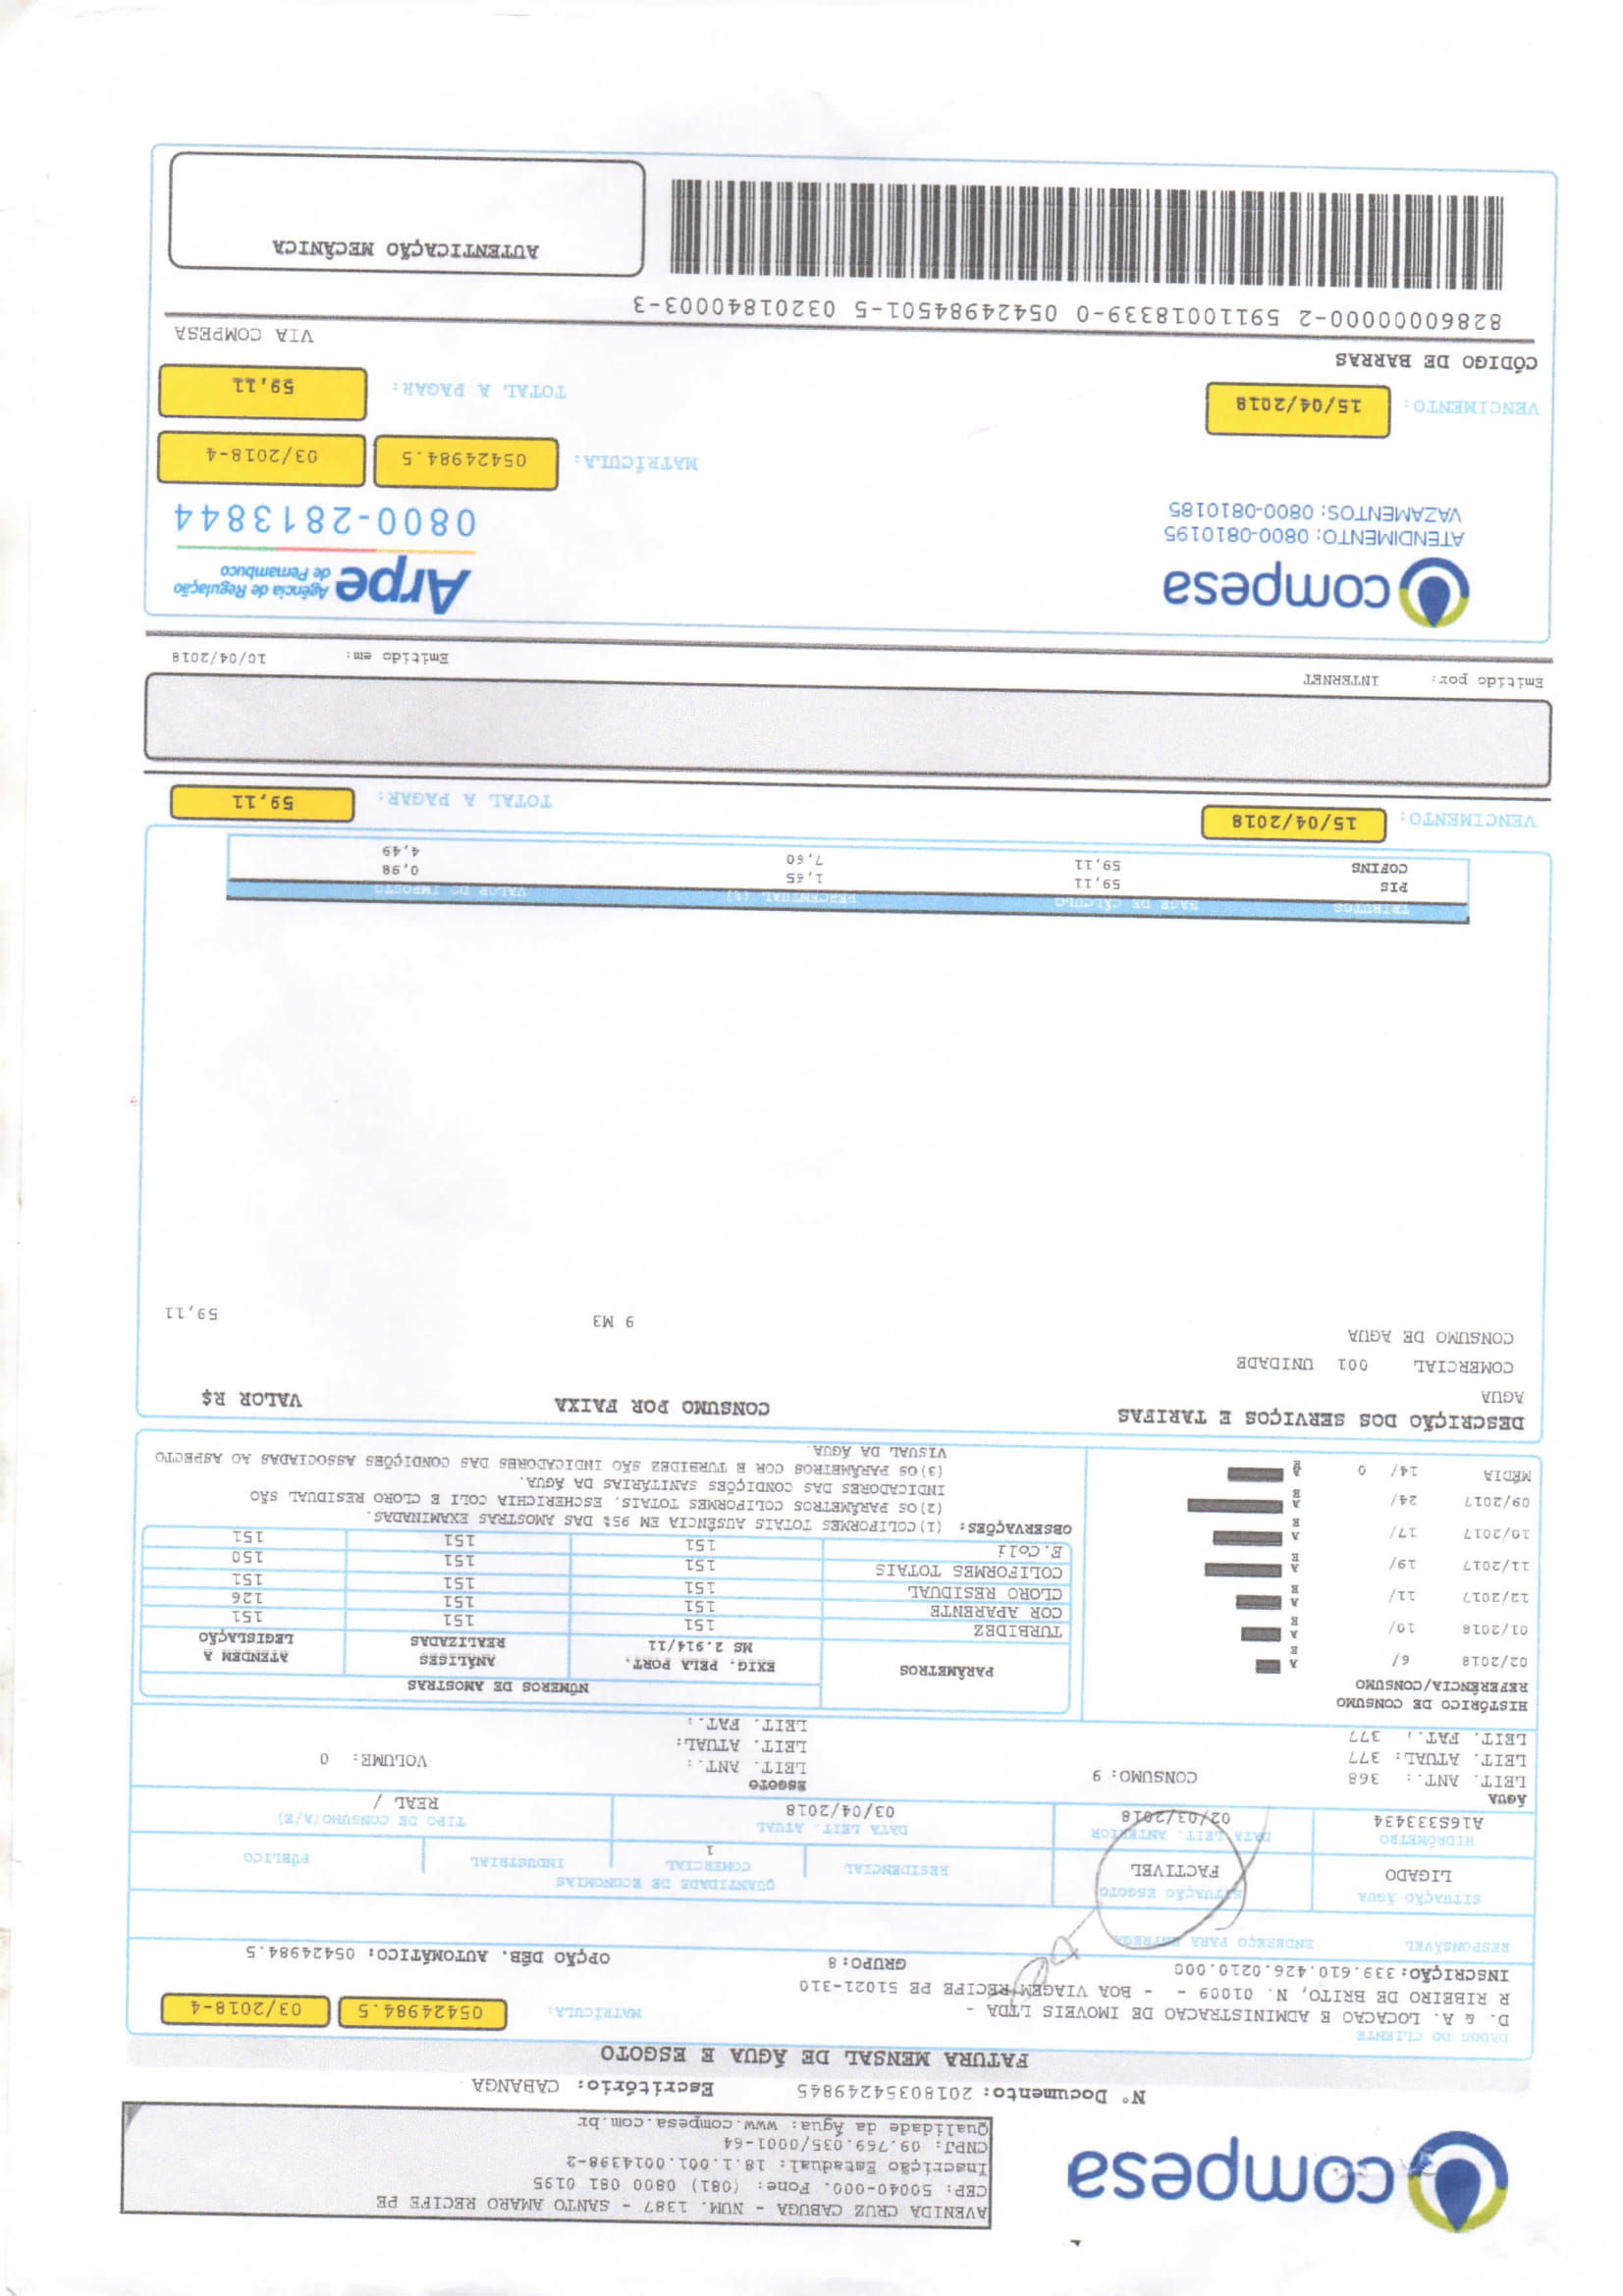 compesa
AVENIDA CRUZ CABUGA - NUM. 1387 - SANTO AMARO RECIFE PE
CEP: 50040-000. Fone: (081) 0800 081 0195
Inscrição Estadual: 18.1.001.0014398-2
CNPJ: 09.769.035/0001-64
Qualidade da Água: www.compesa.com.br
Nº Documento: 20180354249845 Escritório: CABANGA
FATURA MENSAL DE ÁGUA E ESGOTO
DADOS DO CLIENTE
D. & A. LOCACAO E ADMINISTRACAO DE IMOVEIS LTDA -
MATRÍCULA: 05424984.5 03/2018-4
R RIBEIRO DE BRITO, N. 01009 - - BOA VIAGEM RECIFE PE 51021-310
INSCRIÇÃO: 339.610.426.0210.000 GRUPO: 8 OPÇÃO DÉB. AUTOMÁTICO: 05424984.5
RESPONSÁVEL ENDEREÇO PARA ENTREGA
SITUAÇÃO ÁGUA SITUAÇÃO ESGOTO QUANTIDADE DE ECONOMIAS
LIGADO FACTIVEL RESIDENCIAL COMERCIAL INDUSTRIAL PÚBLICO
1
HIDRÔMETRO DATA LEIT. ANTERIOR DATA LEIT. ATUAL TIPO DE CONSUMO(A/E)
A16S333434 02/03/2018 03/04/2018 REAL /
ÁGUA ESGOTO
LEIT. ANT.: 368 CONSUMO: 9 LEIT. ANT.: VOLUME: 0
LEIT. ATUAL: 377 LEIT. ATUAL:
LEIT. FAT.: 377 LEIT. FAT.:
HISTÓRICO DE CONSUMO
REFERÊNCIA/CONSUMO
02/2018 6/ A E
01/2018 10/ A E
12/2017 11/ A E
11/2017 19/ A E
10/2017 17/ A E
09/2017 24/ A E
MÉDIA 14/ 0 A E
NÚMEROS DE AMOSTRAS
PARÂMETROS EXIG. PELA PORT. MS 2.914/11 ANÁLISES REALIZADAS ATENDEM A LEGISLAÇÃO
TURBIDEZ 151 151 151
COR APARENTE 151 151 126
CLORO RESIDUAL 151 151 151
COLIFORMES TOTAIS 151 151 150
E.Coli 151 151 151
OBSERVAÇÕES: (1)COLIFORMES TOTAIS AUSÊNCIA EM 95% DAS AMOSTRAS EXAMINADAS.
(2)OS PARÂMETROS COLIFORMES TOTAIS, ESCHERICHIA COLI E CLORO RESIDUAL SÃO
INDICADORES DAS CONDIÇÕES SANITÁRIAS DA ÁGUA.
(3)OS PARÂMETROS COR E TURBIDEZ SÃO INDICADORES DAS CONDIÇÕES ASSOCIADAS AO ASPECTO
VISUAL DA ÁGUA.
DESCRIÇÃO DOS SERVIÇOS E TARIFAS CONSUMO POR FAIXA VALOR R$
AGUA
COMERCIAL 001 UNIDADE
CONSUMO DE AGUA 9 M3 59,11
TRIBUTOS BASE DE CÁLCULO PERCENTUAL (%) VALOR DO IMPOSTO
PIS 59,11 1,65 0,98
COFINS 59,11 7,60 4,49
VENCIMENTO: 15/04/2018 TOTAL A PAGAR: 59,11
Emitido por: INTERNET Emitido em: 10/04/2018
compesa
Arpe Agência de Regulação de Pernambuco
ATENDIMENTO: 0800-0810195
VAZAMENTOS: 0800-0810185
0800-2813844
MATRÍCULA: 05424984.5 03/2018-4
VENCIMENTO: 15/04/2018 TOTAL A PAGAR: 59,11
CÓDIGO DE BARRAS VIA COMPESA
82600000009828 59110018339-0 05424984501-5 03201840003-3
AUTENTICAÇÃO MECÂNICA